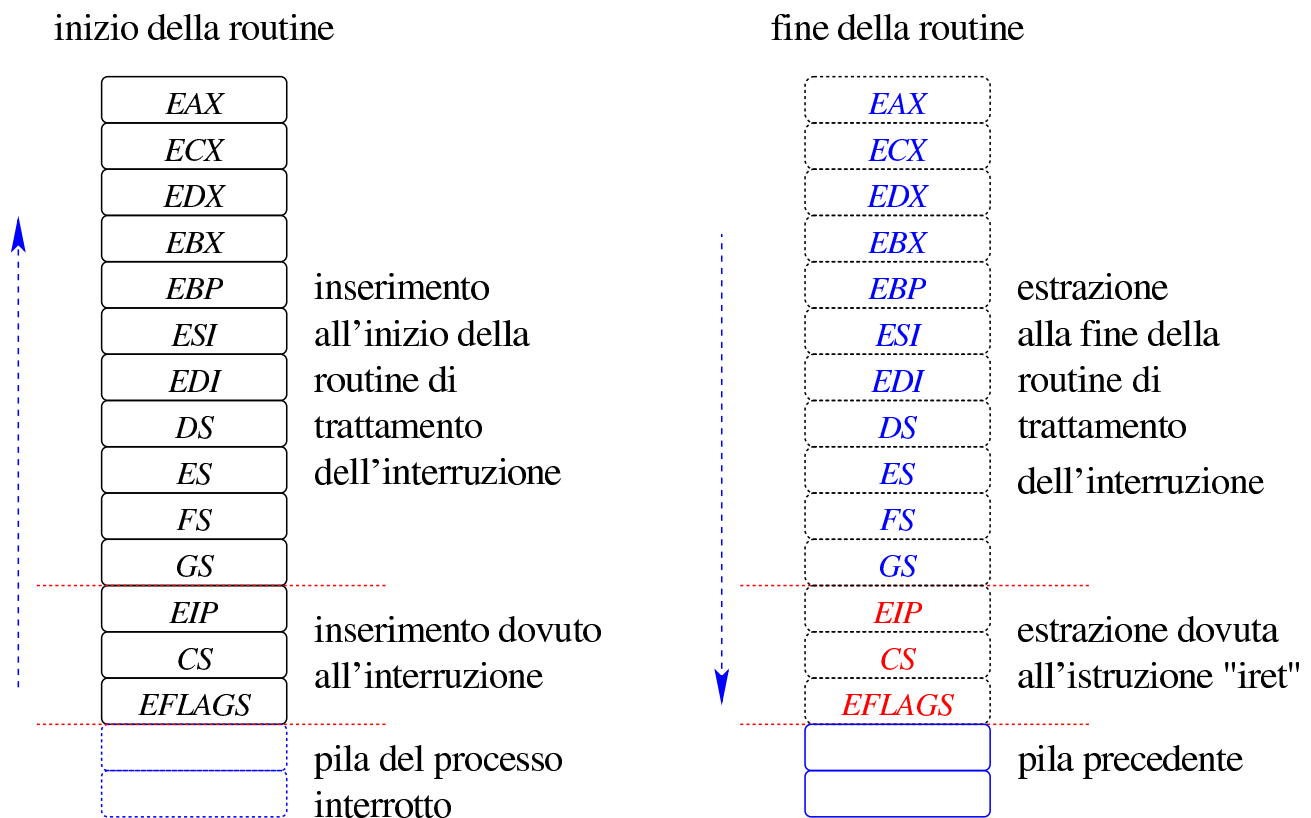 inizio della routine
EAX
ECX
EDX
EBX
EBP
ESI
EDI
DS
ES
FS
GS
EIP
CS
EFLAGS
inserimento
all'inizio della
routine di
trattamento
dell'interruzione
inserimento dovuto
all'interruzione
pila del processo
interrotto
fine della routine
EAX
ECX
EDX
EBX
EBP
ESI
EDI
DS
ES
FS
GS
EIP
CS
EFLAGS
estrazione
alla fine della
routine di
trattamento
dell'interruzione
estrazione dovuta
all'istruzione "iret"
pila precedente